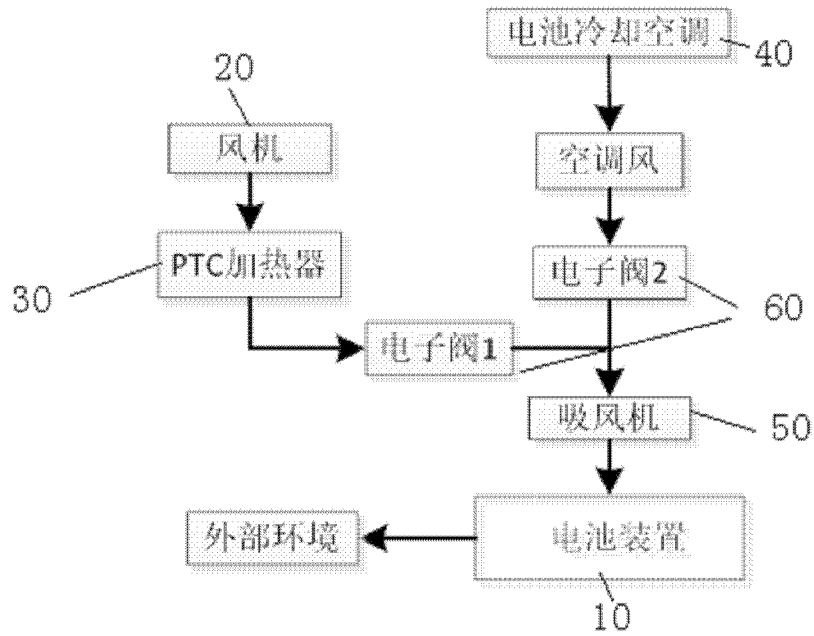 电池冷却空调
40
20
风机
空调风
PTC加热器
电子阀2
30
60
电子阀1
吸风机
50
外部环境
电池装置
10